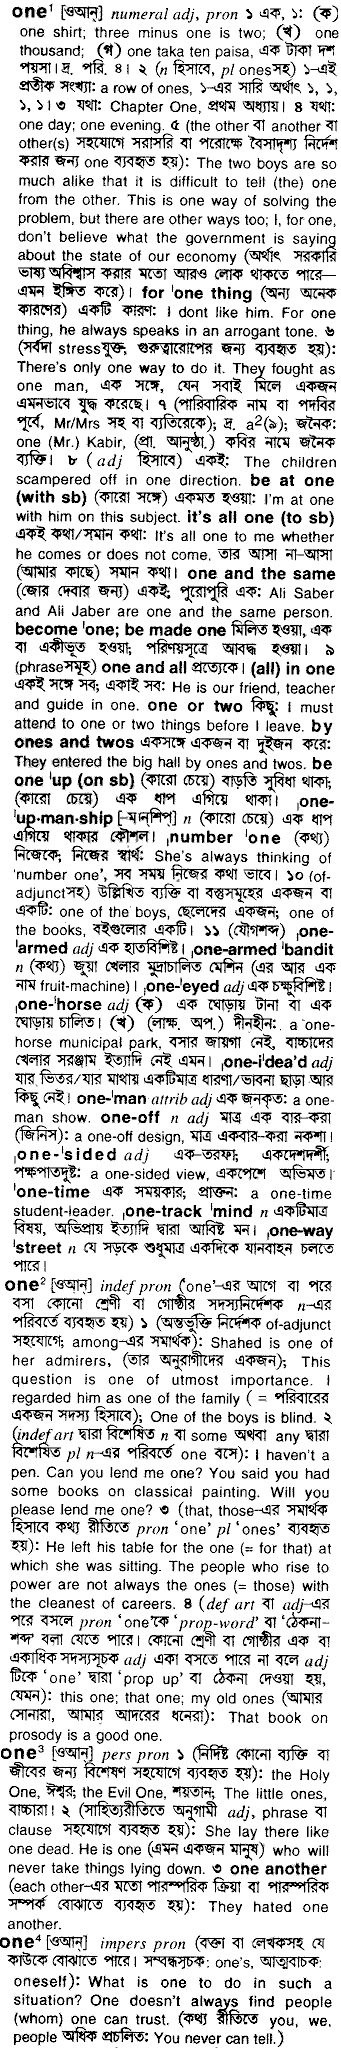 one¹ [ওআন্] numeral adj, pron ১ এক, ১: (ক)
one shirt; three minus one is two; (খ) one
thousand; (গ) one taka ten paisa, এক টাকা দশ
পয়সা। দ্র. পরি. ৪। ২ (n হিসাবে, pl onesসহ) ১-এই
প্রতীক সংখ্যা: a row of ones, ১-এর সারি অর্থাৎ ১, ১,
১, ১। ৩ যথা: Chapter One, প্রথম অধ্যায়। ৪ যথা:
one day; one evening. ৫ (the other বা another বা
other(s) সহযোগে সরাসরি বা পরোক্ষে বৈসাদৃশ্য নির্দেশ
করার জন্য one ব্যবহৃত হয়): The two boys are so
much alike that it is difficult to tell (the) one
from the other. This is one way of solving the
problem, but there are other ways too; I, for one,
don't believe what the government is saying
about the state of our economy (অর্থাৎ সরকারি
ভাষ্য অবিশ্বাস করার মতো আরও লোক থাকতে পারে—
এমন ইঙ্গিত করে)। for ˈone thing (অন্য অনেক
কারণের) একটি কারণ: I dont like him. For one
thing, he always speaks in an arrogant tone. ৬
(সর্বদা stressযুক্ত, গুরুত্বারোপের জন্য ব্যবহৃত হয়):
There's only one way to do it. They fought as
one man, এক সঙ্গে, যেন সবাই মিলে একজন
এমনভাবে যুদ্ধ করেছে। ৭ (পারিবারিক নাম বা পদবির
পূর্বে, Mr/Mrs সহ বা ব্যতিরেকে); দ্র. a²(৯); জনৈক:
one (Mr.) Kabir, (প্রা. আনুষ্ঠা.) কবির নামে জনৈক
ব্যক্তি। ৮ (adj হিসাবে) একই: The children
scampered off in one direction. be at one
(with sb) (কারো সঙ্গে) একমত হওয়া: I'm at one
with him on this subject. it's all one (to sb)
একই কথা/সমান কথা: It's all one to me whether
he comes or does not come, তার আসা না-আসা
(আমার কাছে) সমান কথা। one and the same
(জোর দেবার জন্য) একই; পুরোপুরি এক: Ali Saber
and Ali Jaber are one and the same person.
become ˈone; be made one মিলিত হওয়া, এক
বা একীভূত হওয়া; পরিণয়সূত্রে আবদ্ধ হওয়া। ৯
(phraseসমূহ) one and all প্রত্যেকে। (all) in one
একই সঙ্গে সব; একাই সব: He is our friend, teacher
and guide in one. one or two কিছু: I must
attend to one or two things before I leave. by
ones and twos একসঙ্গে একজন বা দুইজন করে:
They entered the big hall by ones and twos. be
one ˈup (on sb) (কারো চেয়ে) বাড়তি সুবিধা থাকা;
(কারো চেয়ে) এক ধাপ এগিয়ে থাকা। ˌone-
ˈup·man·ship [–মান্‌শিপ্] n (কারো চেয়ে) এক ধাপ
এগিয়ে থাকার কৌশল। ˌnumber ˈone (কথ্য)
নিজেকে; নিজের স্বার্থ: She's always thinking of
'number one', সব সময় নিজের কথা ভাবে। ১০ (of-
adjunctসহ) উল্লিখিত ব্যক্তি বা বস্তুসমূহের একজন বা
একটি: one of the boys, ছেলেদের একজন; one of
the books, বইগুলোর একটি। ১১ (যৌগশব্দ) ˌone-
ˈarmed adj এক হাতবিশিষ্ট। ˌone-armed ˈbandit
n (কথ্য) জুয়া খেলার মুদ্রাচালিত মেশিন (এর আর এক
নাম fruit-machine)। ˌone-ˈeyed adj এক চক্ষুবিশিষ্ট।
ˌone-ˈhorse adj (ক) এক ঘোড়ায় টানা বা এক
ঘোড়ায় চালিত। (খ) (লাক্ষ. অপ.) দীনহীন: a one-
horse municipal park, বসার জায়গা নেই, বাচ্চাদের
খেলার সরঞ্জাম ইত্যাদি নেই এমন। ˌone-iˈdea'd adj
যার ভিতর/যার মাথায় একটিমাত্র ধারণা/ভাবনা ছাড়া আর
কিছু নেই। one-ˈman attrib adj এক জনকৃত: a one-
man show. one-off n adj মাত্র এক বার—করা
(জিনিস): a one-off design, মাত্র একবার-করা নকশা।
ˌone-ˈsided adj এক-তরফা; একদেশদর্শী;
পক্ষপাতদুষ্ট: a one-sided view, একপেশে অভিমত।
ˈone-time এক সময়কার; প্রাক্তন: a one-time
student-leader. ˌone-track ˈmind n একটিমাত্র
বিষয়, অভিপ্রায় ইত্যাদি দ্বারা আবিষ্ট মন। ˌone-way
ˈstreet n যে সড়কে শুধুমাত্র একদিকে যানবাহন চলতে
পারে।
one² [ওআন্] indef pron (one'-এর আগে বা পরে
বসা কোনো শ্রেণী বা গোষ্ঠীর সদস্যনির্দেশক n-এর
পরিবর্তে ব্যবহৃত হয়) ১ (অন্তর্ভুক্তি নির্দেশক of-adjunct
সহযোগে; among-এর সমার্থক): Shahed is one of
her admirers, (তার অনুরাগীদের একজন); This
question is one of utmost importance. I
regarded him as one of the family ( = পরিবারের
একজন সদস্য হিসাবে); One of the boys is blind. ২
(indef art দ্বারা বিশেষিত n বা some অথবা any দ্বারা
বিশেষিত pl n-এর পরিবর্তে one বসে): I haven't a
pen. Can you lend me one? You said you had
some books on classical painting. Will you
please lend me one? ৩ (that, those-এর সমার্থক
হিসাবে কথ্য রীতিতে pron 'one' pl 'ones' ব্যবহৃত
হয়): He left his table for the one (= for that) at
which she was sitting. The people who rise to
power are not always the ones (= those) with
the cleanest of careers. ৪ (def art বা adj-এর
পরে বসলে pron 'one'কে 'prop-word' বা 'ঠেকনা-
শব্দ' বলা যেতে পারে। কোনো শ্রেণী বা গোষ্ঠীর এক বা
একাধিক সদস্যসূচক adj একা বসতে পারে না বলে adj
টিকে 'one' দ্বারা 'prop up' বা ঠেকনা দেওয়া হয়,
যেমন): this one; that one; my old ones (আমার
সোনারা, আমার আদরের ধনেরা): That book on
prosody is a good one.
one³ [ওআন্] pers pron ১ (নির্দিষ্ট কোনো ব্যক্তি বা
জীবের জন্য বিশেষণ সহযোগে ব্যবহৃত হয়): the Holy
One, ঈশ্বর; the Evil One, শয়তান; The little ones,
বাচ্চারা। ২ (সাহিত্যরীতিতে অনুগামী adj, phrase বা
clause সহযোগে ব্যবহৃত হয়): She lay there like
one dead. He is one (এমন একজন মানুষ) who will
never take things lying down. ৩ one another
(each other-এর মতো পারস্পরিক ক্রিয়া বা পারস্পরিক
সম্পর্ক বোঝাতে ব্যবহৃত হয়): They hated one
another.
one⁴ [ওআন্] impers pron (বক্তা বা লেখকসহ যে
কাউকে বোঝাতে পারে। সম্বন্ধসূচক: one's, আত্মবাচক:
oneself): What is one to do in such a
situation? One doesn't always find people
(whom) one can trust. (কথ্য রীতিতে you, we,
people অধিক প্রচলিত: You never can tell.)